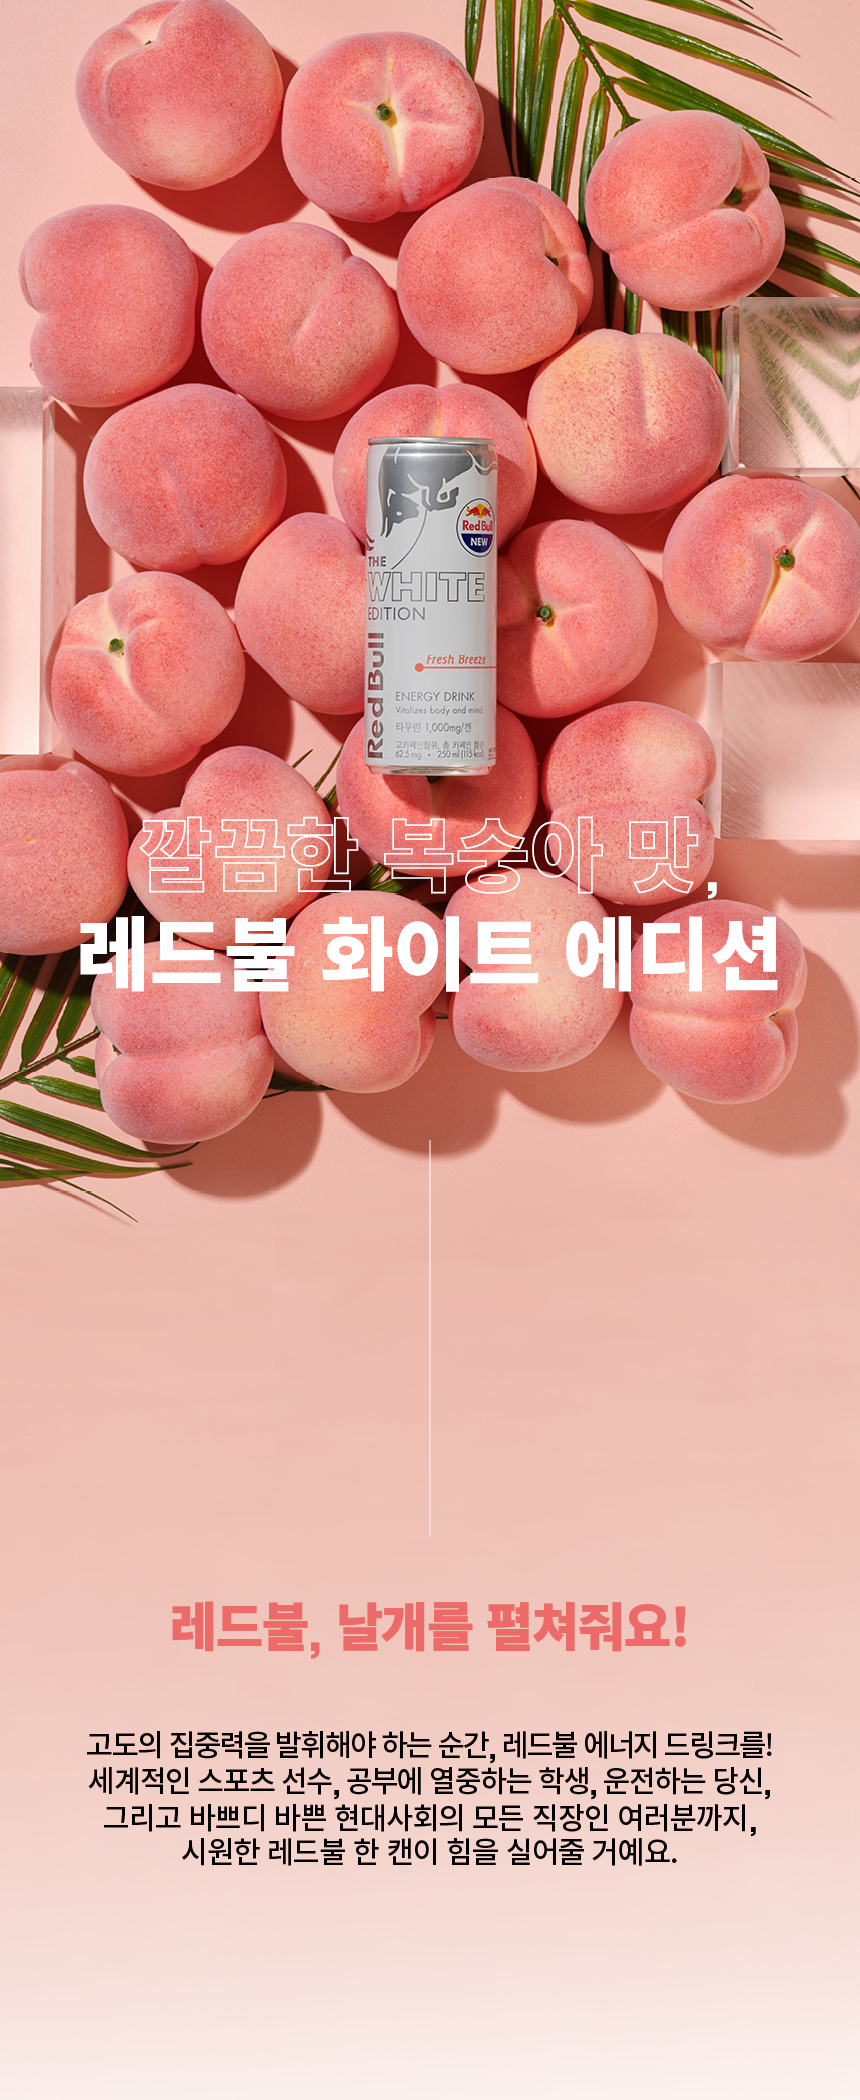 Red Bull
NEW
THE
WHITE
EDITION
Red Bull
Fresh Breeze
ENERGY DRINK
Vitalizes body and mind.
타우린 1,000mg/캔
고카페인함유, 총 카페인 함량
62.5 mg • 250 ml (115 kcal)
깔끔한 복숭아 맛,
레드불 화이트 에디션
레드불, 날개를 펼쳐줘요!
고도의 집중력을 발휘해야 하는 순간, 레드불 에너지 드링크를!
세계적인 스포츠 선수, 공부에 열중하는 학생, 운전하는 당신,
그리고 바쁘디 바쁜 현대사회의 모든 직장인 여러분까지,
시원한 레드불 한 캔이 힘을 실어줄 거예요.